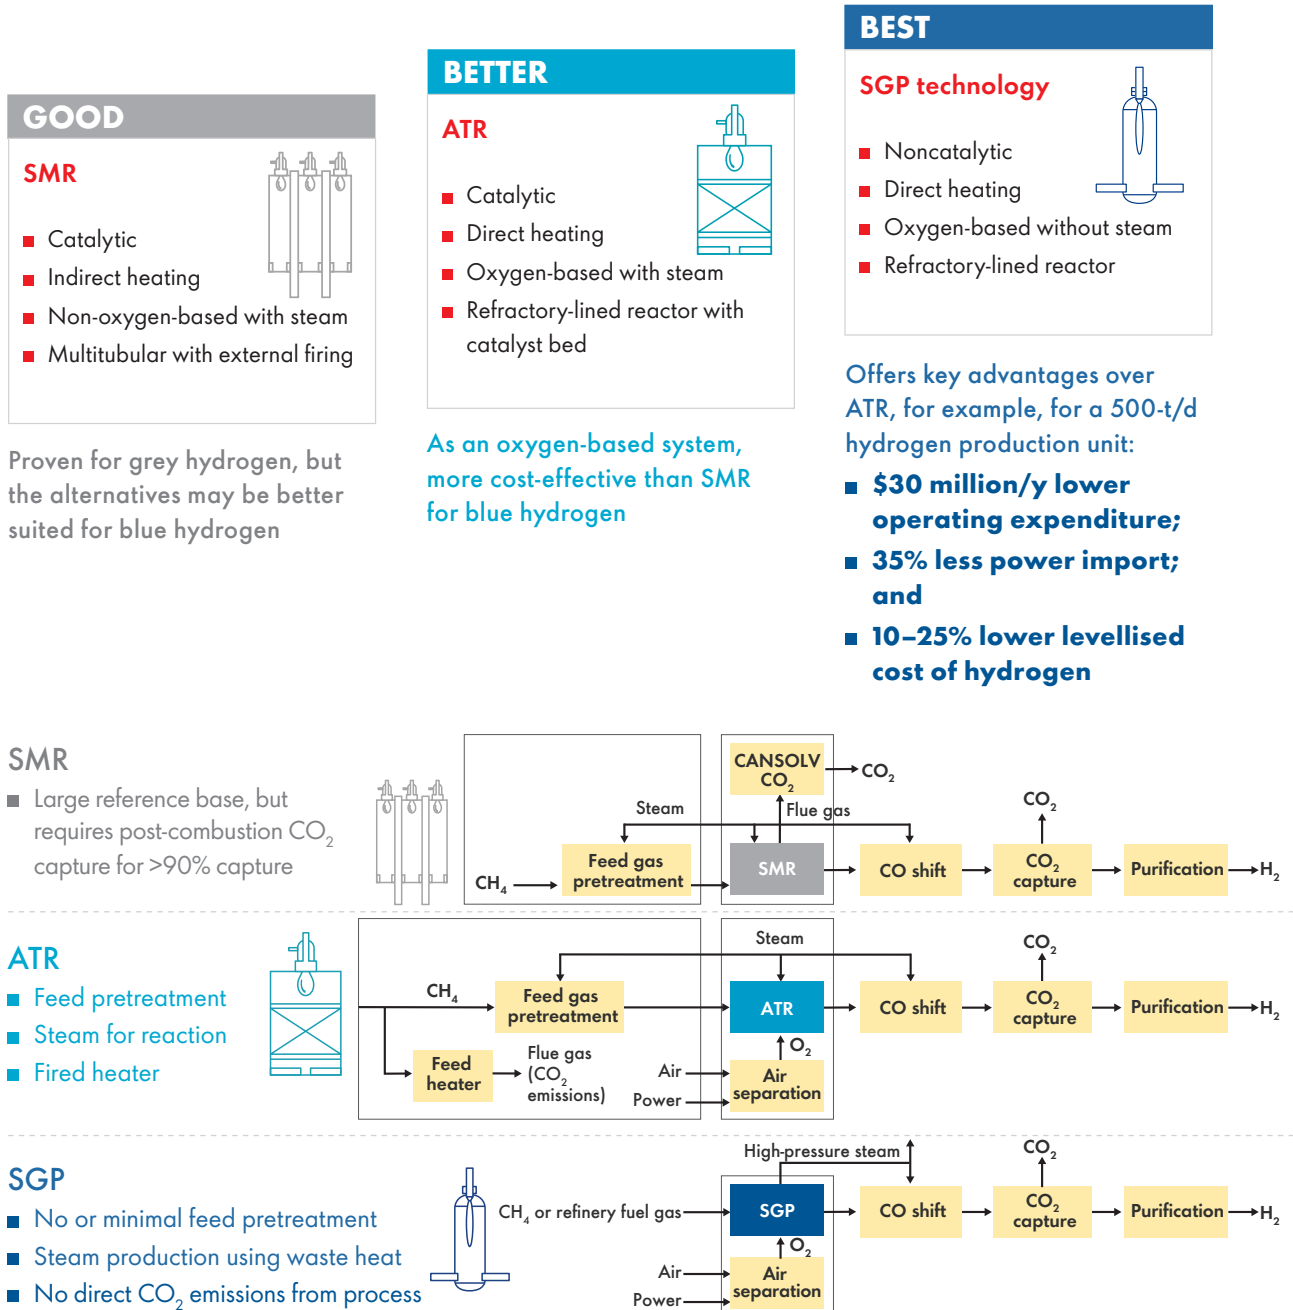 GOOD
SMR
Catalytic
Indirect heating
Non-oxygen-based with steam
Multitubular with external firing
Proven for grey hydrogen, but
the alternatives may be better
suited for blue hydrogen
BETTER
ATR
Catalytic
Direct heating
Oxygen-based with steam
Refractory-lined reactor with
catalyst bed
As an oxygen-based system,
more cost-effective than SMR
for blue hydrogen
BEST
SGP technology
Noncatalytic
Direct heating
Oxygen-based without steam
Refractory-lined reactor
Offers key advantages over
ATR, for example, for a 500-t/d
hydrogen production unit:
$30 million/y lower
operating expenditure;
35% less power import;
and
10–25% lower levellised
cost of hydrogen
SMR
Large reference base, but
requires post-combustion CO₂
capture for >90% capture
CH₄
Feed gas
pretreatment
Steam
CANSOLV
CO₂
CO₂
Flue gas
SMR
CO shift
CO₂
CO₂
capture
Purification
H₂
ATR
Feed pretreatment
Steam for reaction
Fired heater
CH₄
Feed gas
pretreatment
Feed
heater
Flue gas
(CO₂
emissions)
Steam
ATR
O₂
Air
Power
Air
separation
CO shift
CO₂
CO₂
capture
Purification
H₂
SGP
No or minimal feed pretreatment
Steam production using waste heat
No direct CO₂ emissions from process
High-pressure steam
CH₄ or refinery fuel gas
SGP
O₂
Air
Power
Air
separation
CO shift
CO₂
CO₂
capture
Purification
H₂